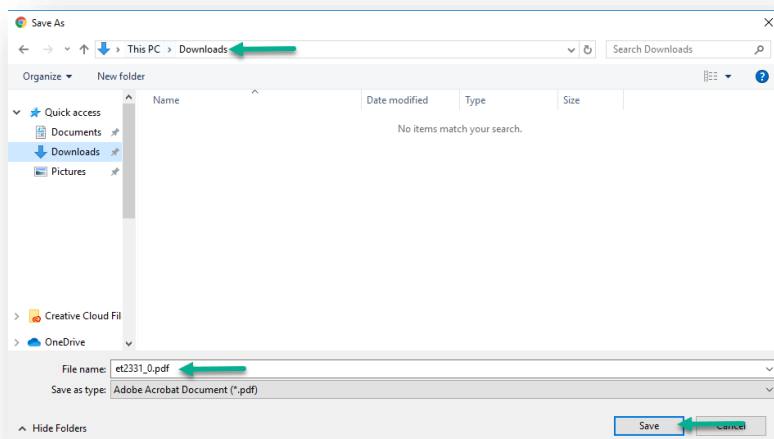 Save As
This PC > Downloads
Search Downloads
Organize
New folder
Name Date modified Type Size
Quick access
No items match your search.
Documents
Downloads
Pictures
Creative Cloud Fil
OneDrive
File name: et2331_0.pdf
Save as type: Adobe Acrobat Document (*.pdf)
Hide Folders
Save Cancel